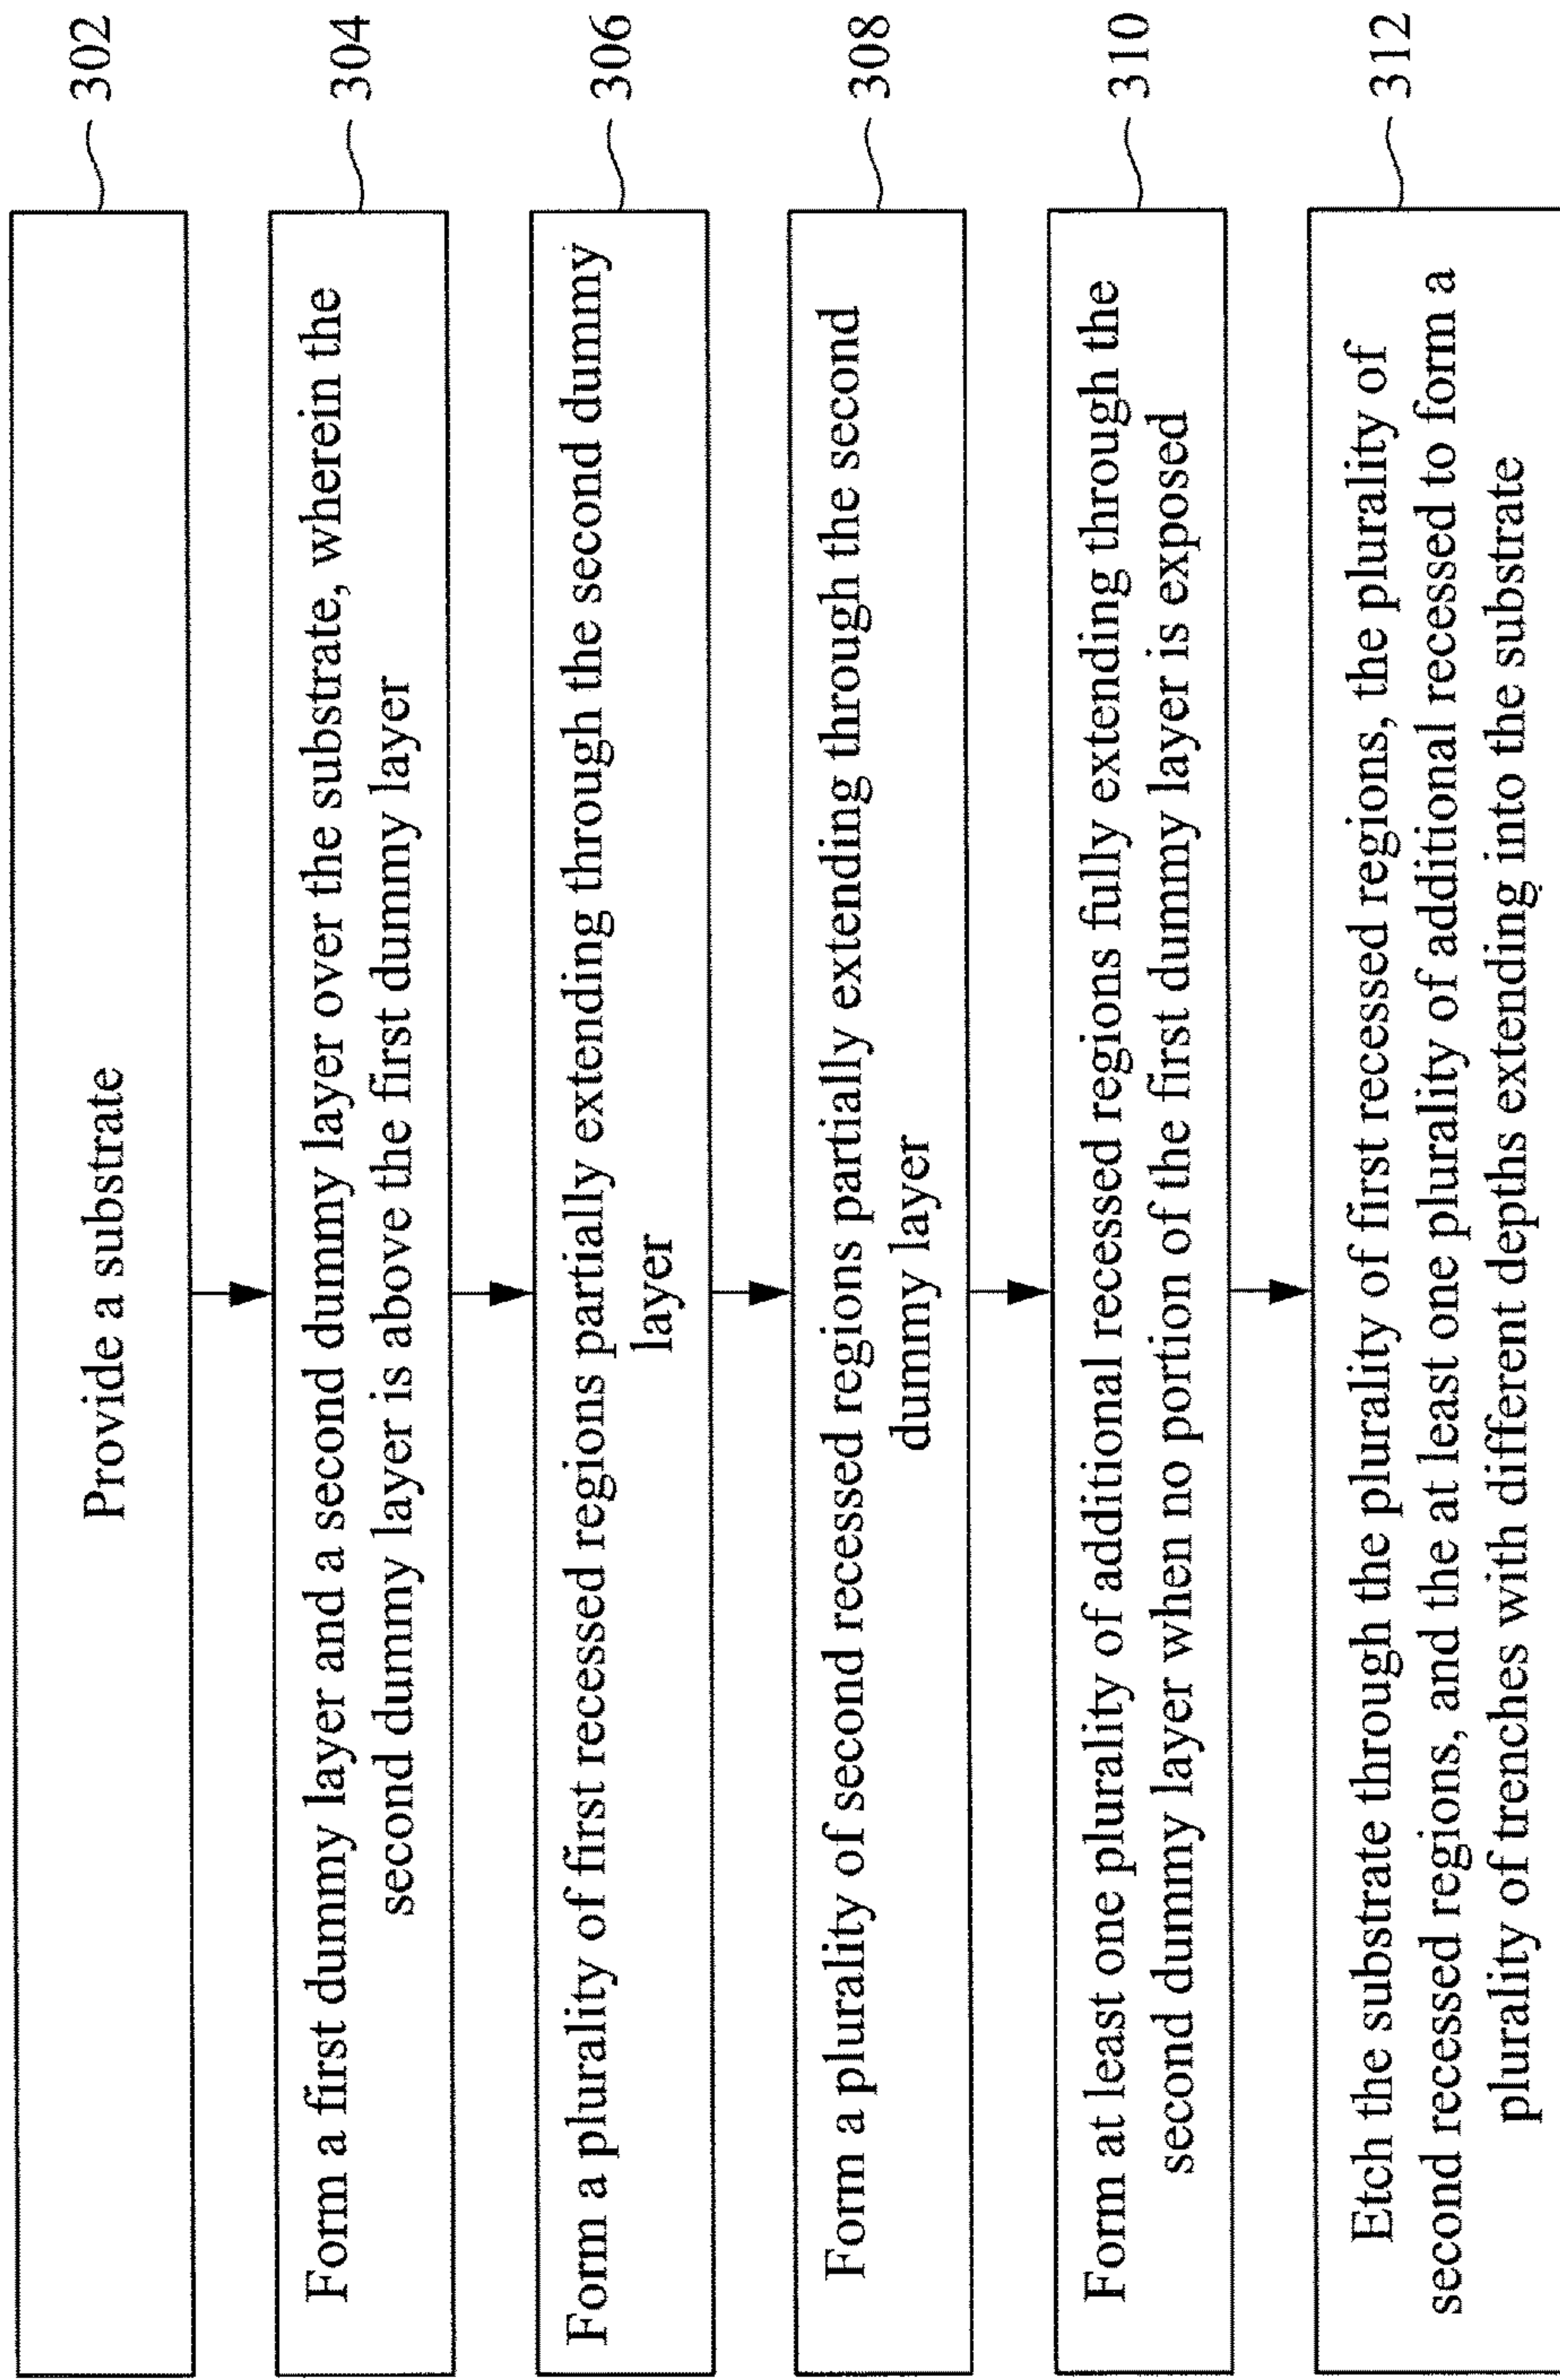 Provide a substrate
302
Form a first dummy layer and a second dummy layer over the substrate, wherein the
second dummy layer is above the first dummy layer
304
Form a plurality of first recessed regions partially extending through the second dummy
layer
306
Form a plurality of second recessed regions partially extending through the second
dummy layer
308
Form at least one plurality of additional recessed regions fully extending through the
second dummy layer when no portion of the first dummy layer is exposed
310
Etch the substrate through the plurality of first recessed regions, the plurality of
second recessed regions, and the at least one plurality of additional recessed to form a
plurality of trenches with different depths extending into the substrate
312